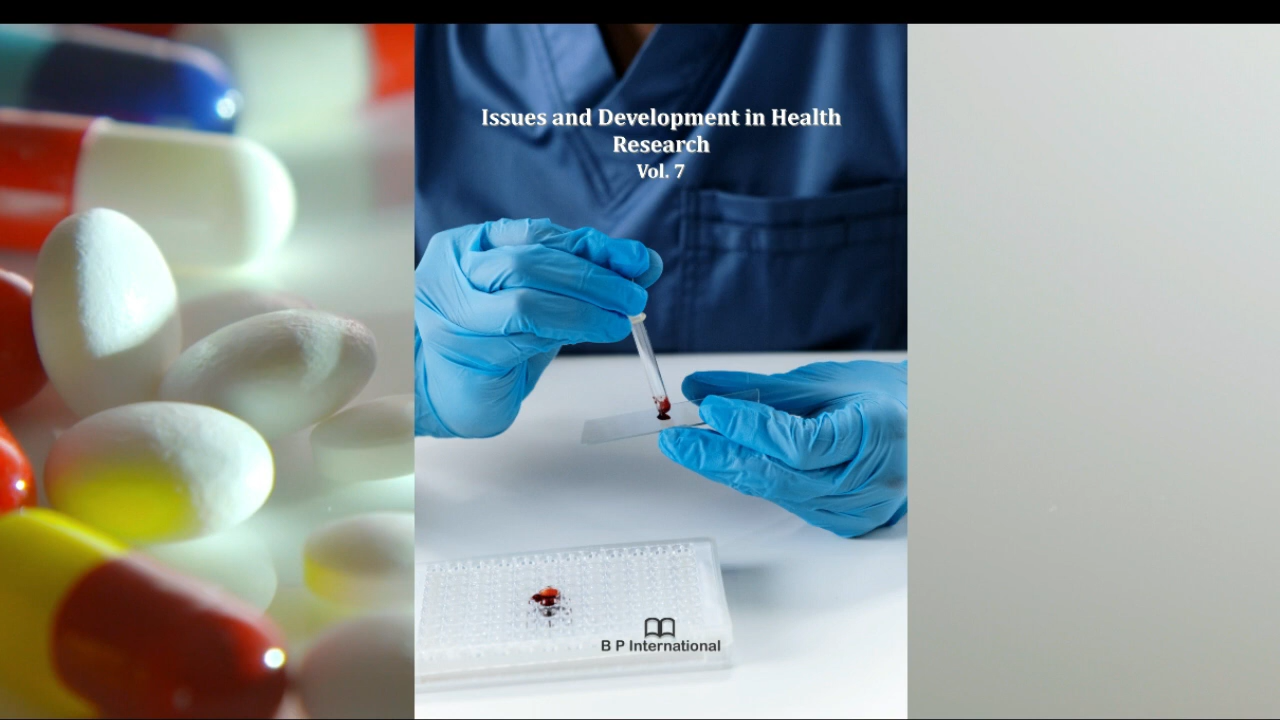 Issues and Development in Health
Research
Vol. 7
B P International